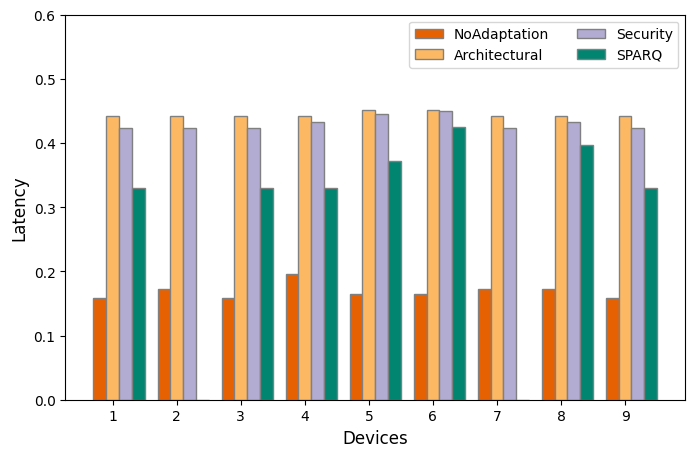 0.6
0.5
0.4
0.3
0.2
0.1
0.0
Latency
NoAdaptation
Architectural
Security
SPARQ
1 2 3 4 5 6 7 8 9
Devices